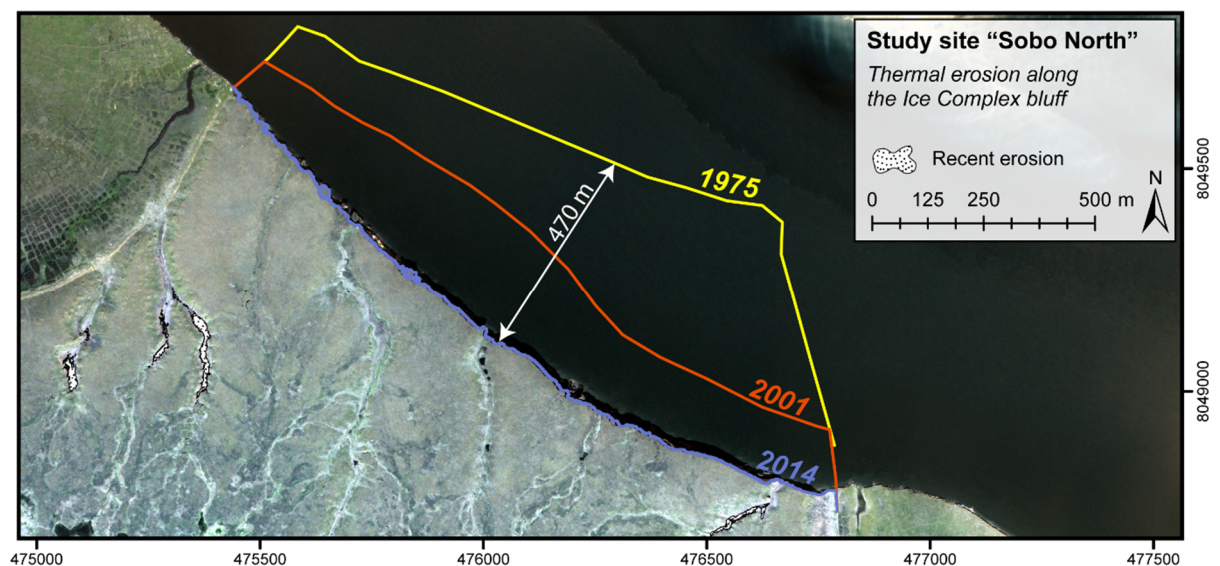 Study site “Sobo North”
Thermal erosion along
the Ice Complex bluff
Recent erosion
0 125 250 500 m
N
1975
470 m
2001
2014
8049500
8049000
475000 475500 476000 476500 477000 477500